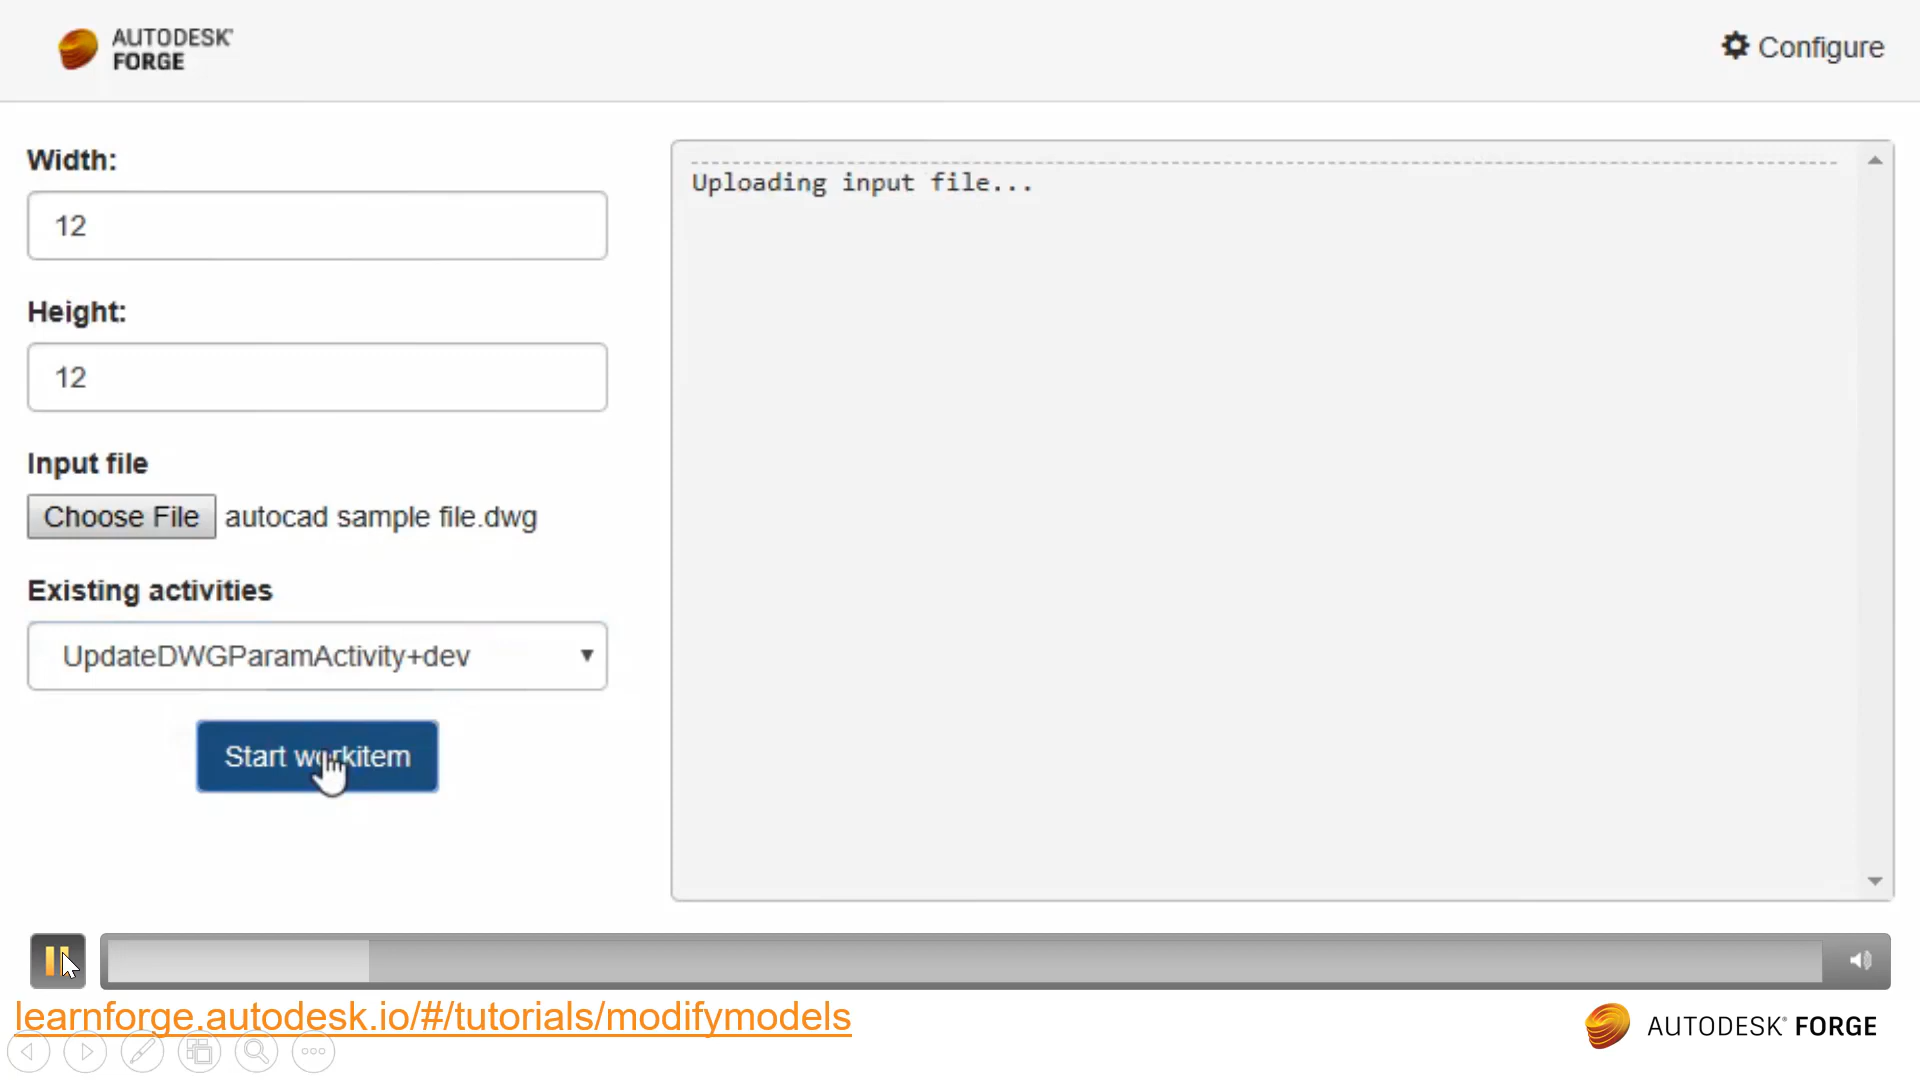 AUTODESK®
FORGE
Configure
Width:
12
Height:
12
Input file
Choose File autocad sample file.dwg
Existing activities
UpdateDWGParamActivity+dev
Start workitem
--------------------------------------------------------------------------------
Uploading input file...
learnforge.autodesk.io/#/tutorials/modifymodels
AUTODESK® FORGE